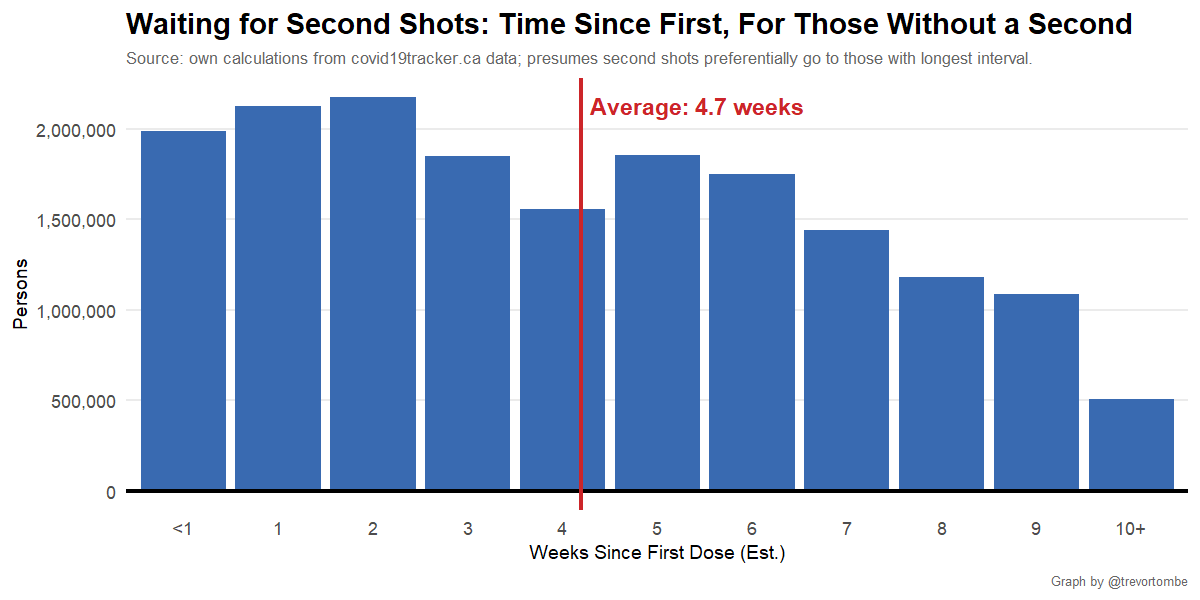 Waiting for Second Shots: Time Since First, For Those Without a Second
Source: own calculations from covid19tracker.ca data; presumes second shots preferentially go to those with longest interval.
Average: 4.7 weeks
2,000,000
1,500,000
1,000,000
500,000
0
Persons
<1 1 2 3 4 5 6 7 8 9 10+
Weeks Since First Dose (Est.)
Graph by @trevortombe